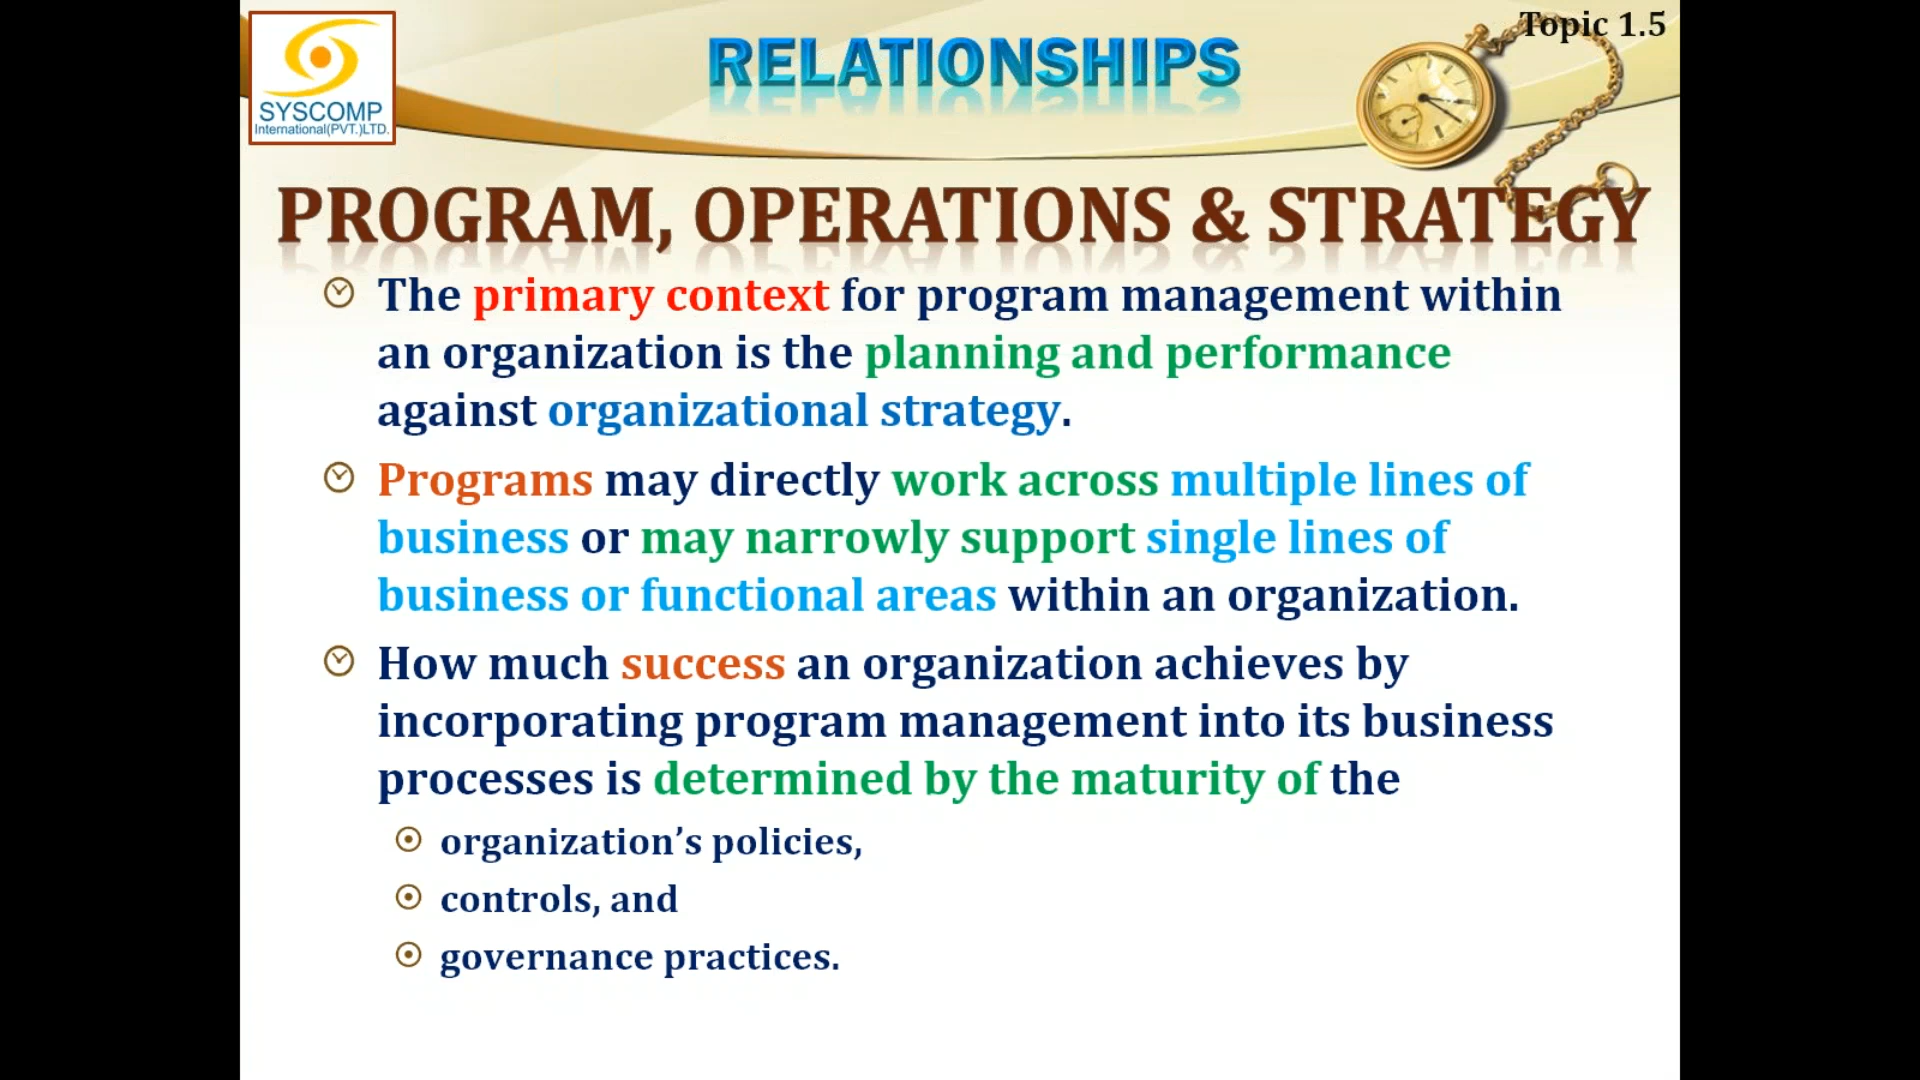 Topic 1.5
SYSCOMP
International(PVT.)LTD.
RELATIONSHIPS
PROGRAM, OPERATIONS & STRATEGY
The primary context for program management within
an organization is the planning and performance
against organizational strategy.
Programs may directly work across multiple lines of
business or may narrowly support single lines of
business or functional areas within an organization.
How much success an organization achieves by
incorporating program management into its business
processes is determined by the maturity of the
organization’s policies,
controls, and
governance practices.